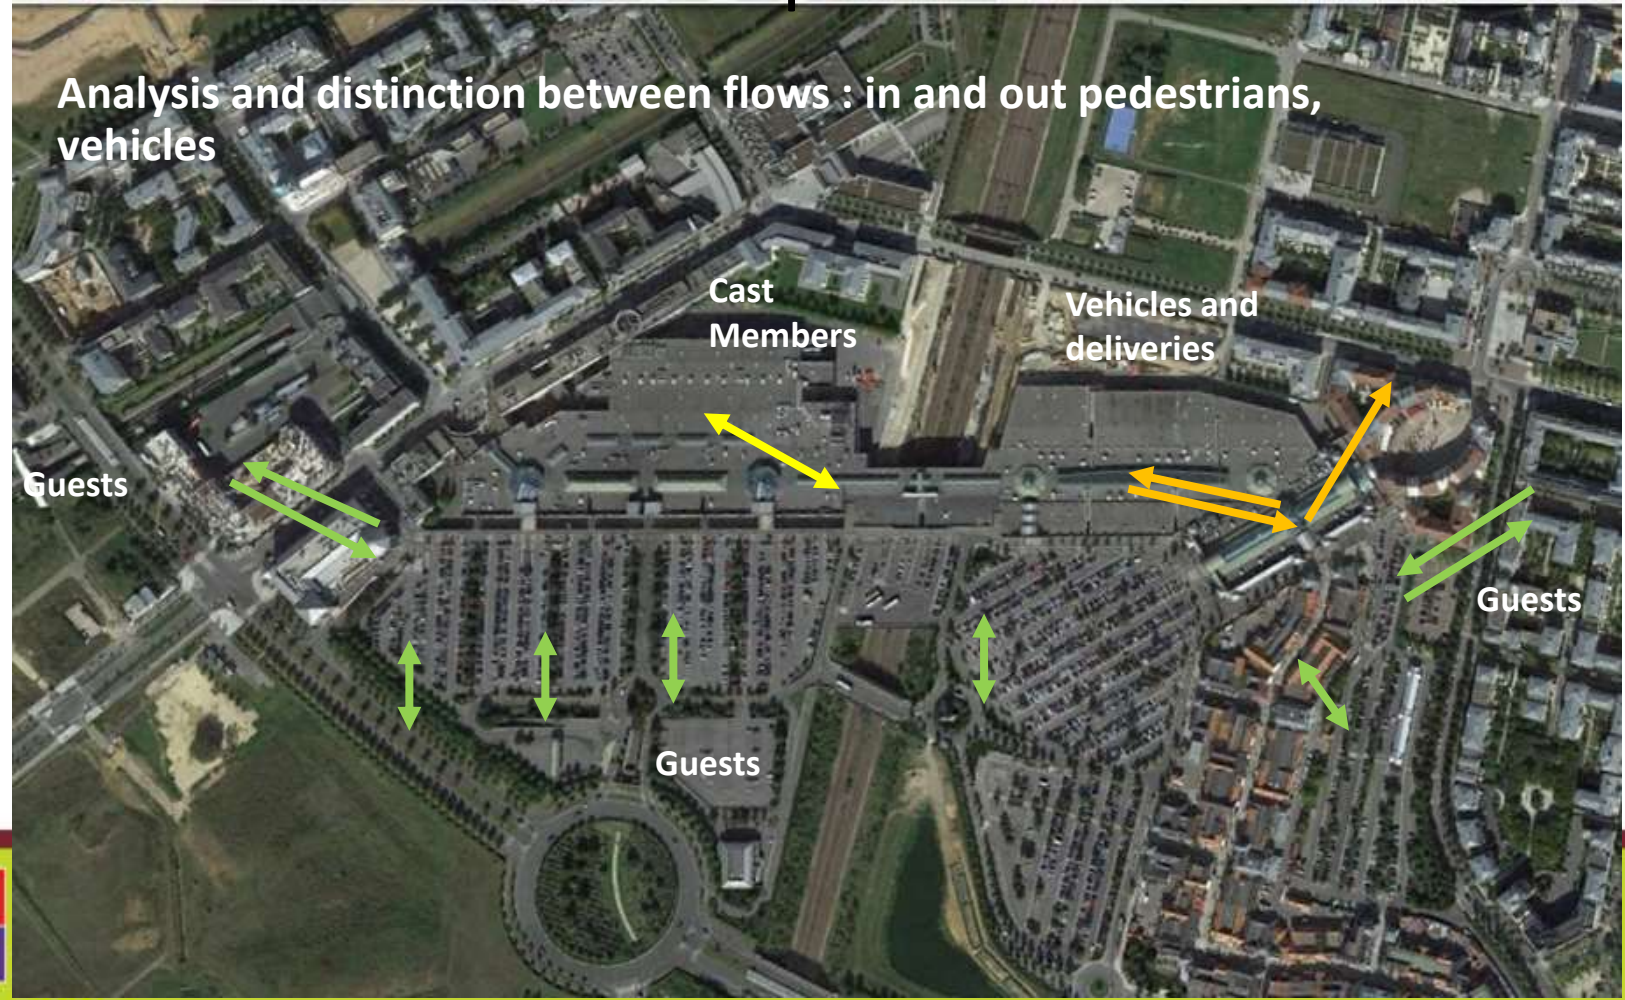 Analysis and distinction between flows : in and out pedestrians,
vehicles
Cast
Members
Vehicles and
deliveries
Guests
Guests
Guests